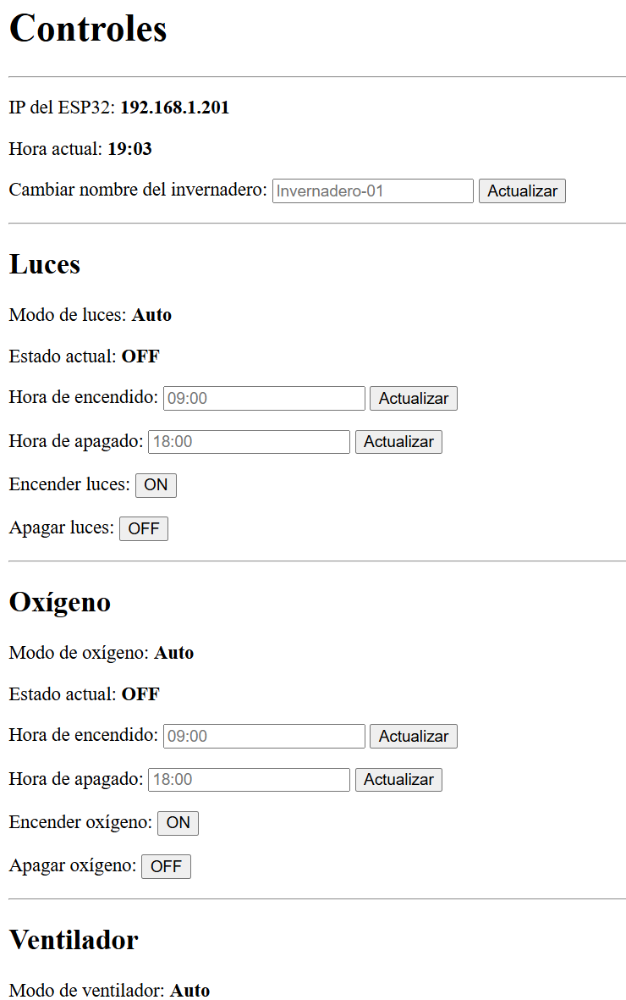 Controles
IP del ESP32: 192.168.1.201
Hora actual: 19:03
Cambiar nombre del invernadero: Invernadero-01 Actualizar
Luces
Modo de luces: Auto
Estado actual: OFF
Hora de encendido: 09:00 Actualizar
Hora de apagado: 18:00 Actualizar
Encender luces: ON
Apagar luces: OFF
Oxígeno
Modo de oxígeno: Auto
Estado actual: OFF
Hora de encendido: 09:00 Actualizar
Hora de apagado: 18:00 Actualizar
Encender oxígeno: ON
Apagar oxígeno: OFF
Ventilador
Modo de ventilador: Auto